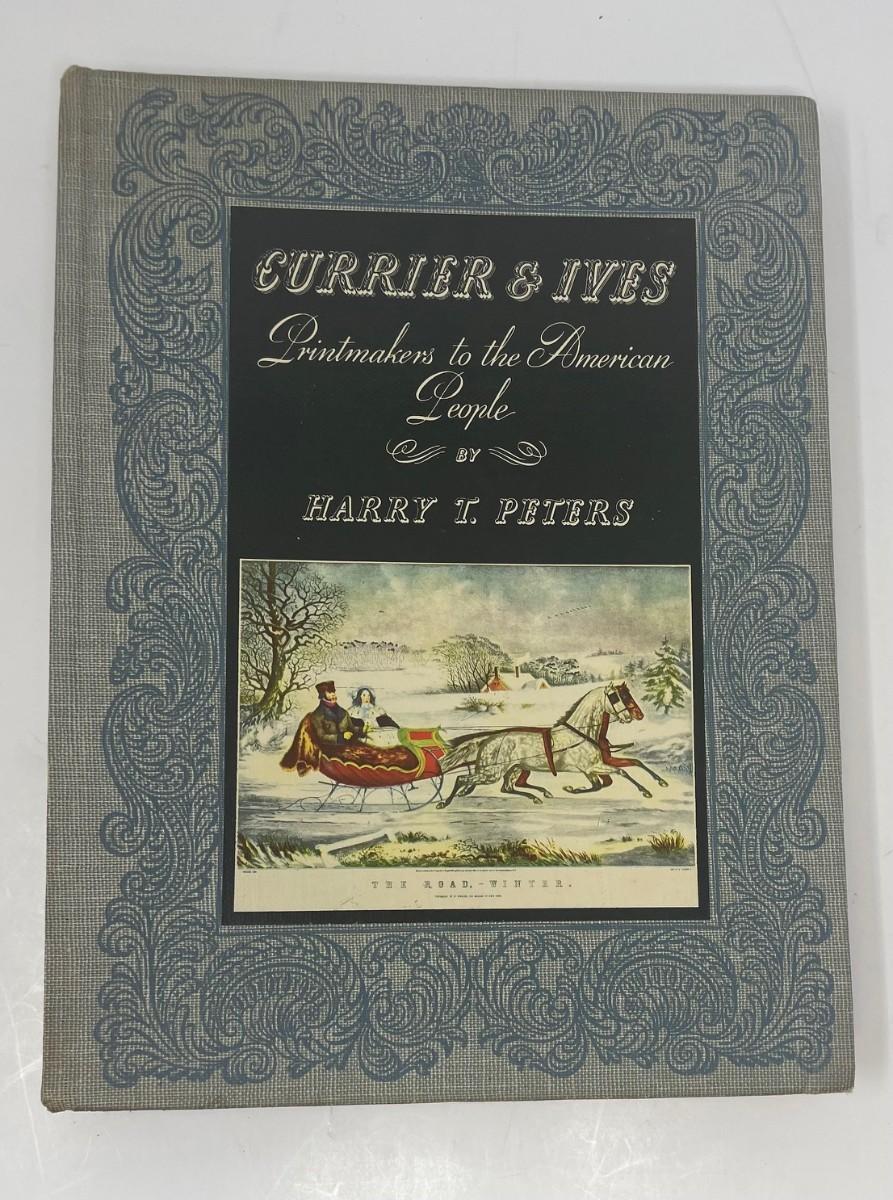 CURRIER & IVES
Printmakers to the American
People
BY
HARRY T. PETERS
THE ROAD,-WINTER.